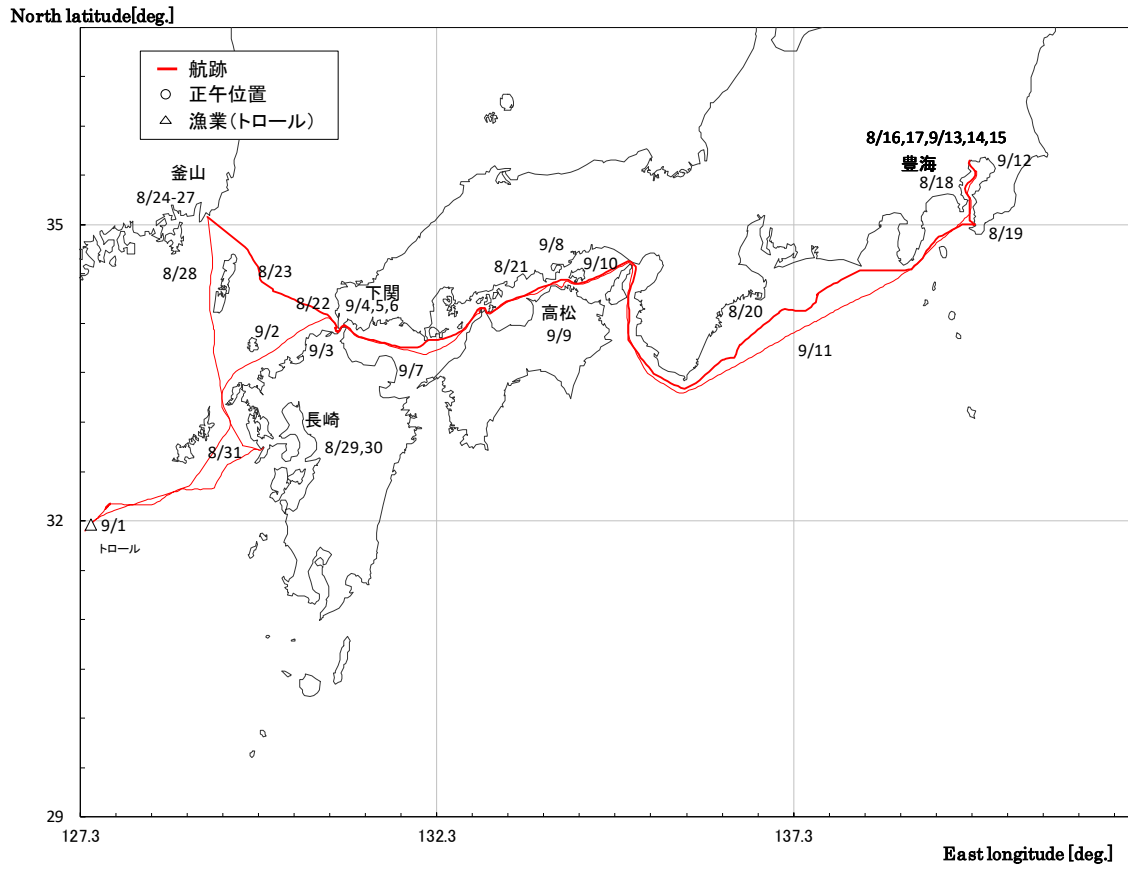 North latitude[deg.]
航跡
正午位置
漁業(トロール)
8/16,17,9/13,14,15
豊海
9/12
8/18
釜山
8/24-27
35
8/19
9/8
8/28
8/23
8/21
9/10
下関
8/22
9/4,5,6
高松
8/20
9/2
9/9
9/3
9/11
9/7
長崎
8/29,30
8/31
32
9/1
トロール
29
127.3
132.3
137.3
East longitude [deg.]